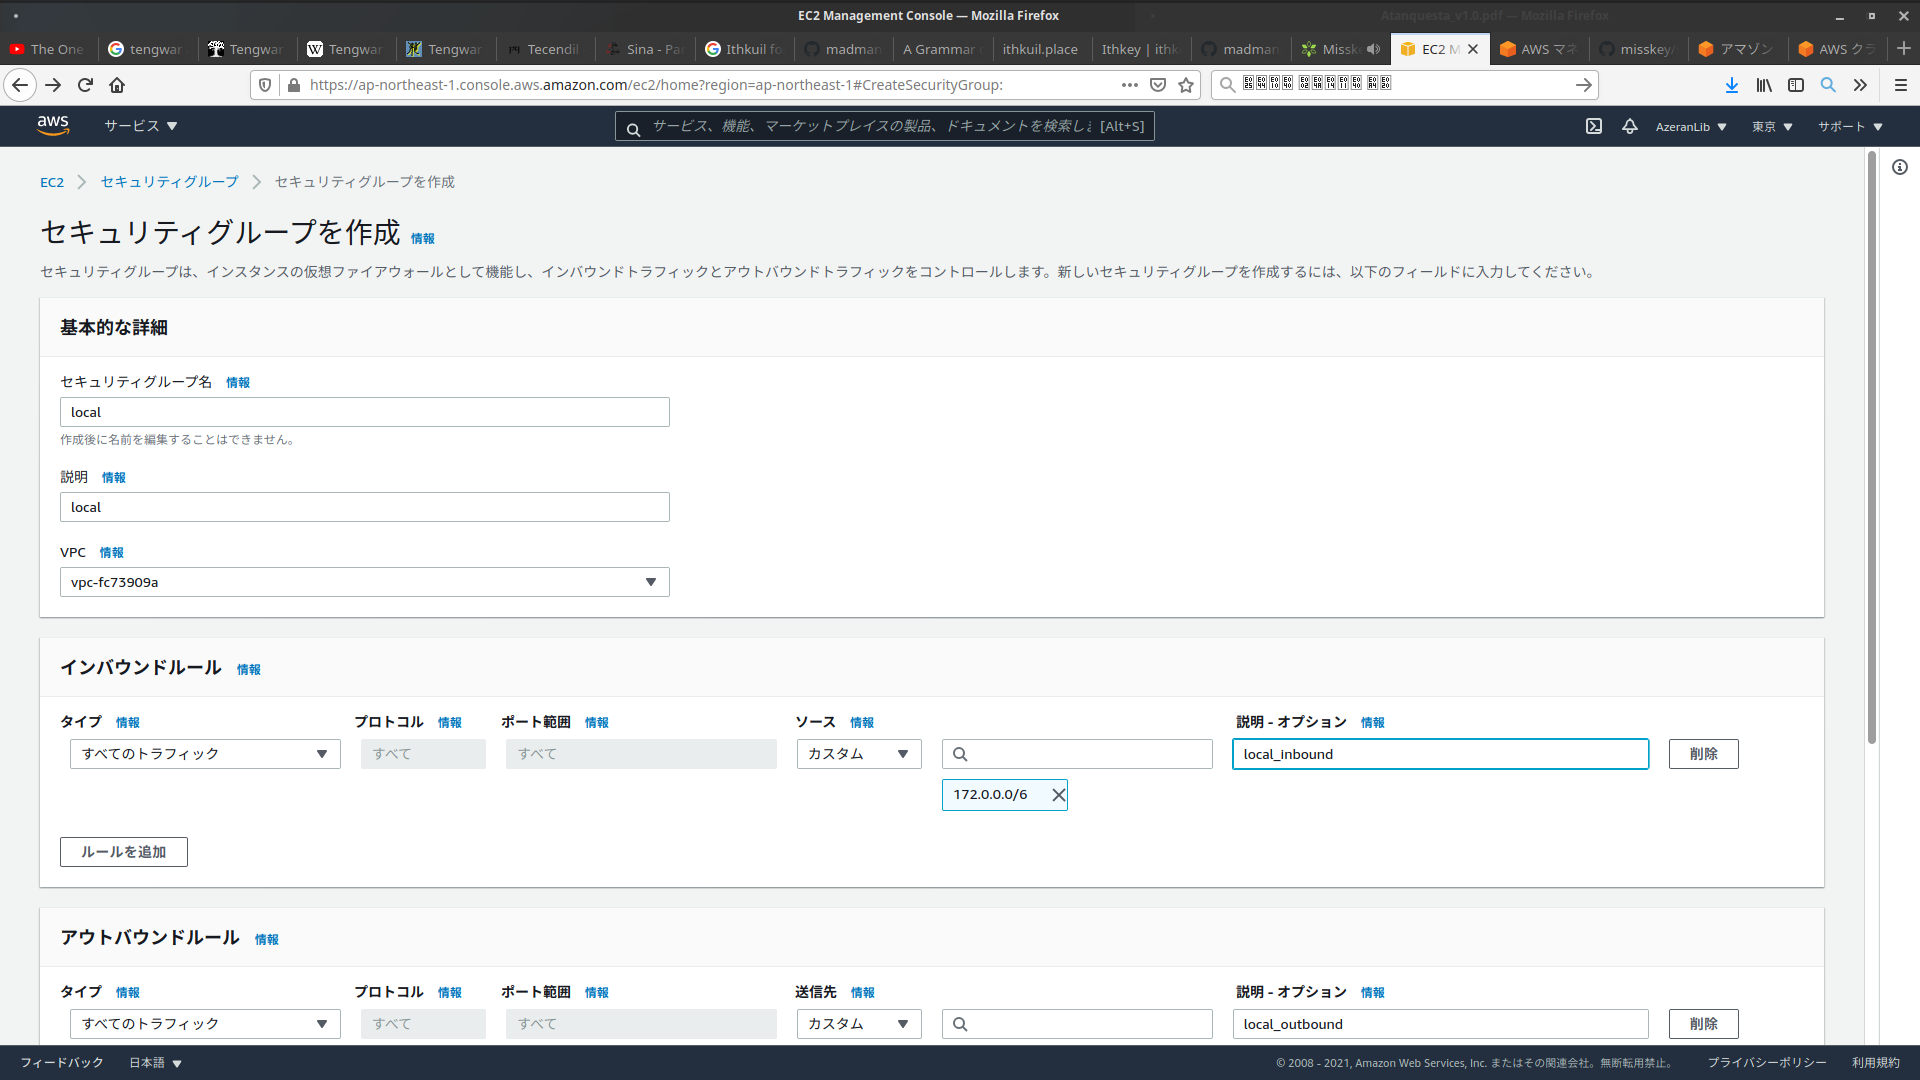 EC2 Management Console — Mozilla Firefox
Atanquesta_v1.0.pdf — Mozilla Firefox
The One
tengwar
Tengwar
Tengwar
Tengwar
Tecendil
Sina - Par
Ithkuil fo
madman
A Grammar
ithkuil.place
Ithkey | ithk
madman
Misske
EC2 M
AWS マネ
misskey/
アマゾン
AWS クラ
https://ap-northeast-1.console.aws.amazon.com/ec2/home?region=ap-northeast-1#CreateSecurityGroup:
aws
サービス
サービス、機能、マーケットプレイスの製品、ドキュメントを検索しま [Alt+S]
AzeranLib
東京
サポート
EC2 セキュリティグループ セキュリティグループを作成
セキュリティグループを作成 情報
セキュリティグループは、インスタンスの仮想ファイアウォールとして機能し、インバウンドトラフィックとアウトバウンドトラフィックをコントロールします。新しいセキュリティグループを作成するには、以下のフィールドに入力してください。
基本的な詳細
セキュリティグループ名 情報
local
作成後に名前を編集することはできません。
説明 情報
local
VPC 情報
vpc-fc73909a
インバウンドルール 情報
タイプ 情報 プロトコル 情報 ポート範囲 情報 ソース 情報 説明 - オプション 情報
すべてのトラフィック すべて すべて カスタム local_inbound 削除
172.0.0.0/6
ルールを追加
アウトバウンドルール 情報
タイプ 情報 プロトコル 情報 ポート範囲 情報 送信先 情報 説明 - オプション 情報
すべてのトラフィック すべて すべて カスタム local_outbound 削除
フィードバック 日本語 © 2008 - 2021, Amazon Web Services, Inc. またはその関連会社。無断転用禁止。 プライバシーポリシー 利用規約